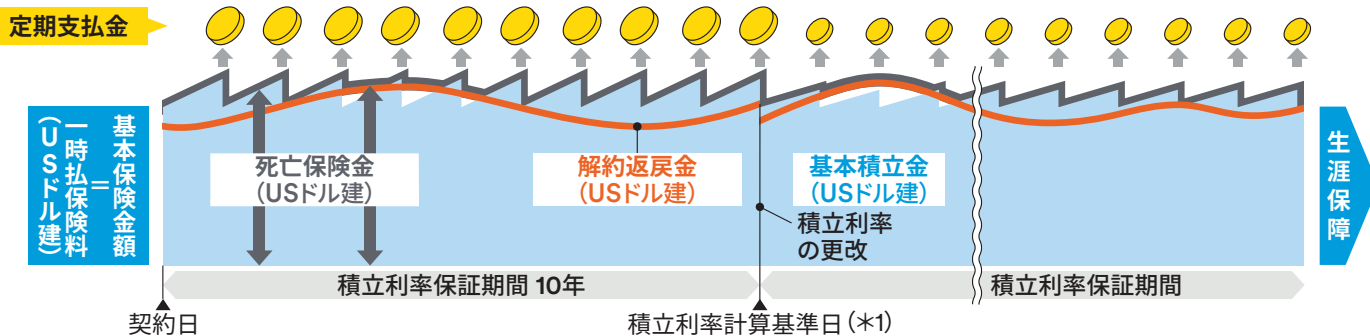 定期支払金
基本保険金額
＝
一時払保険料
（USドル建）
死亡保険金
（USドル建）
解約返戻金
（USドル建）
基本積立金
（USドル建）
積立利率
の更改
生涯保障
積立利率保証期間 10年
積立利率保証期間
契約日
積立利率計算基準日（＊1）